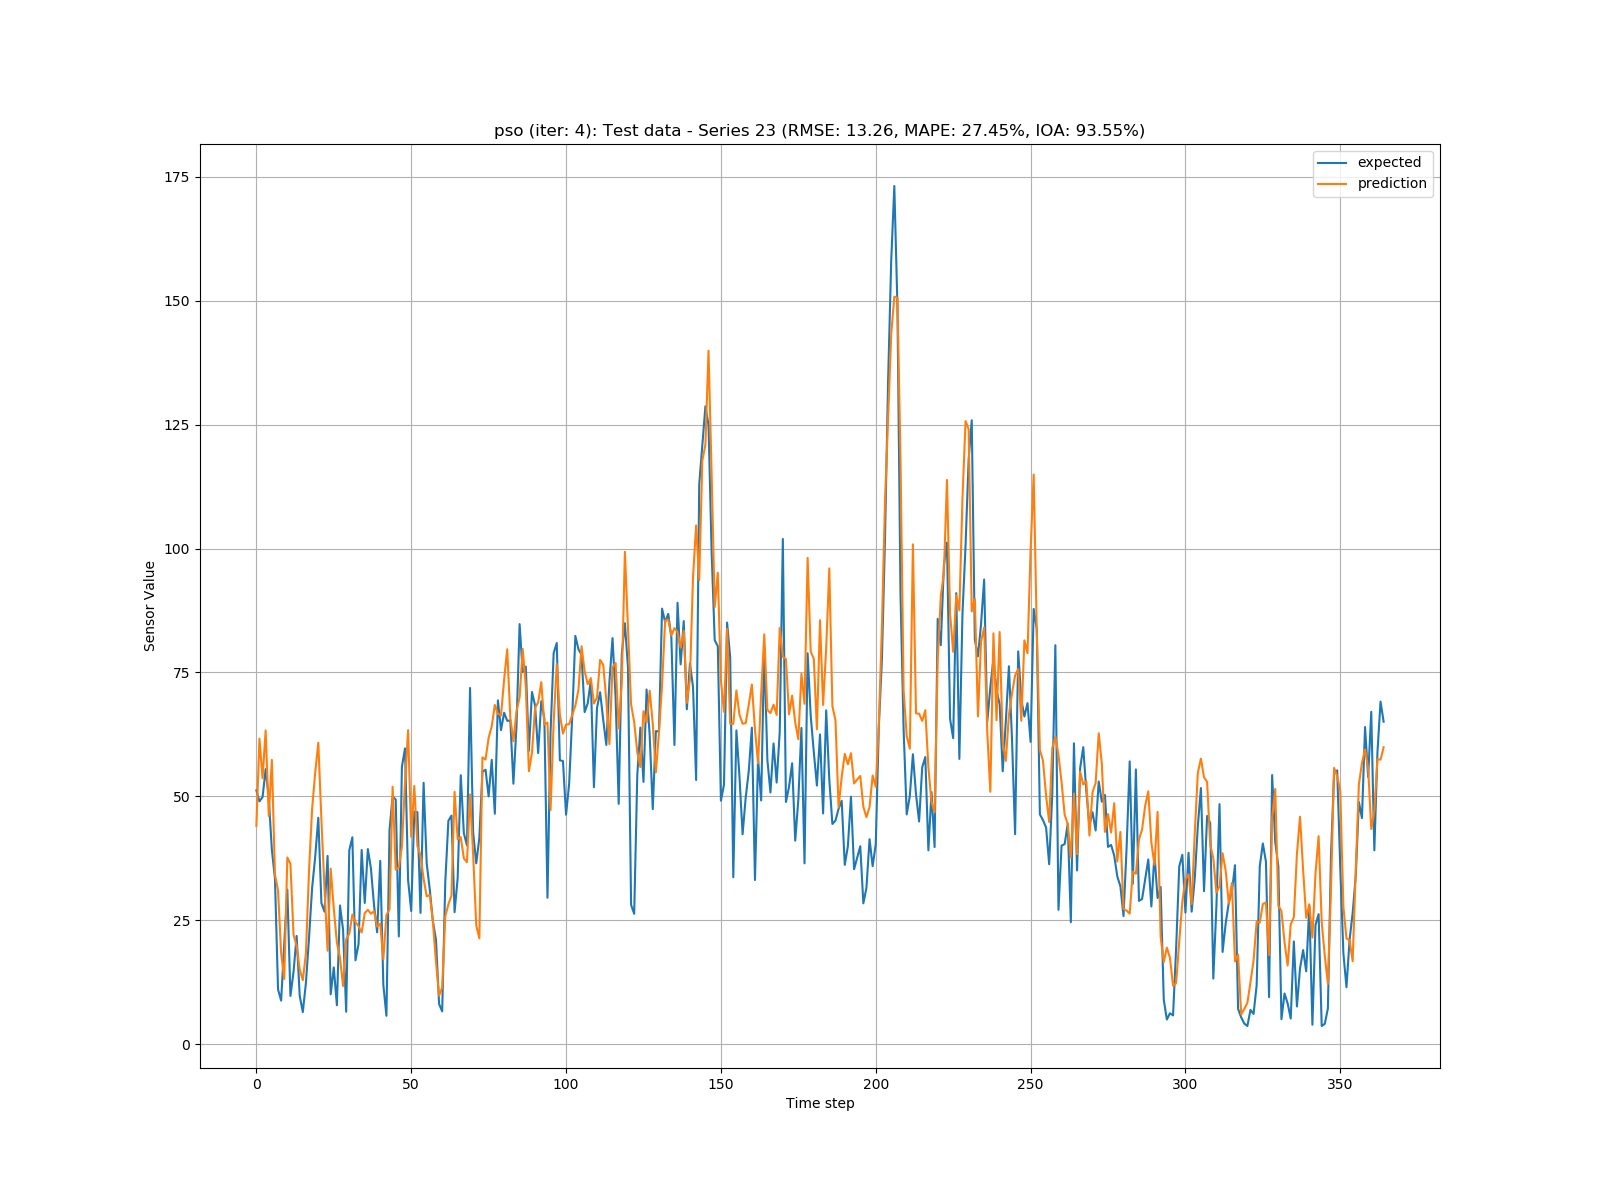 pso (iter: 4): Test data - Series 23 (RMSE: 13.26, MAPE: 27.45%, IOA: 93.55%)
expected
prediction
175
150
125
100
75
50
25
0
Sensor Value
0 50 100 150 200 250 300 350
Time step